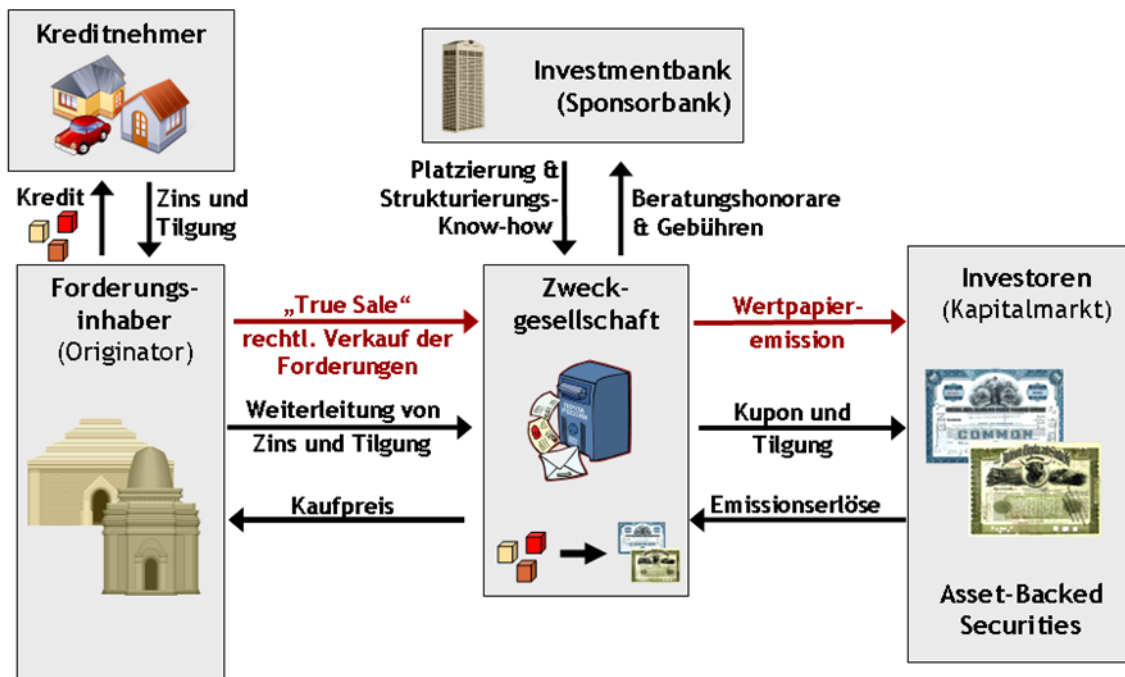 Kreditnehmer
Investmentbank
(Sponsorbank)
Kredit
Zins und
Tilgung
Platzierung &
Strukturierungs-
Know-how
Beratungshonorare
& Gebühren
Forderungs-
inhaber
(Originator)
„True Sale“
rechtl. Verkauf der
Forderungen
Weiterleitung von
Zins und Tilgung
Kaufpreis
Zweck-
gesellschaft
Wertpapier-
emission
Kupon und
Tilgung
Emissionserlöse
Investoren
(Kapitalmarkt)
COMMON
Asset-Backed
Securities